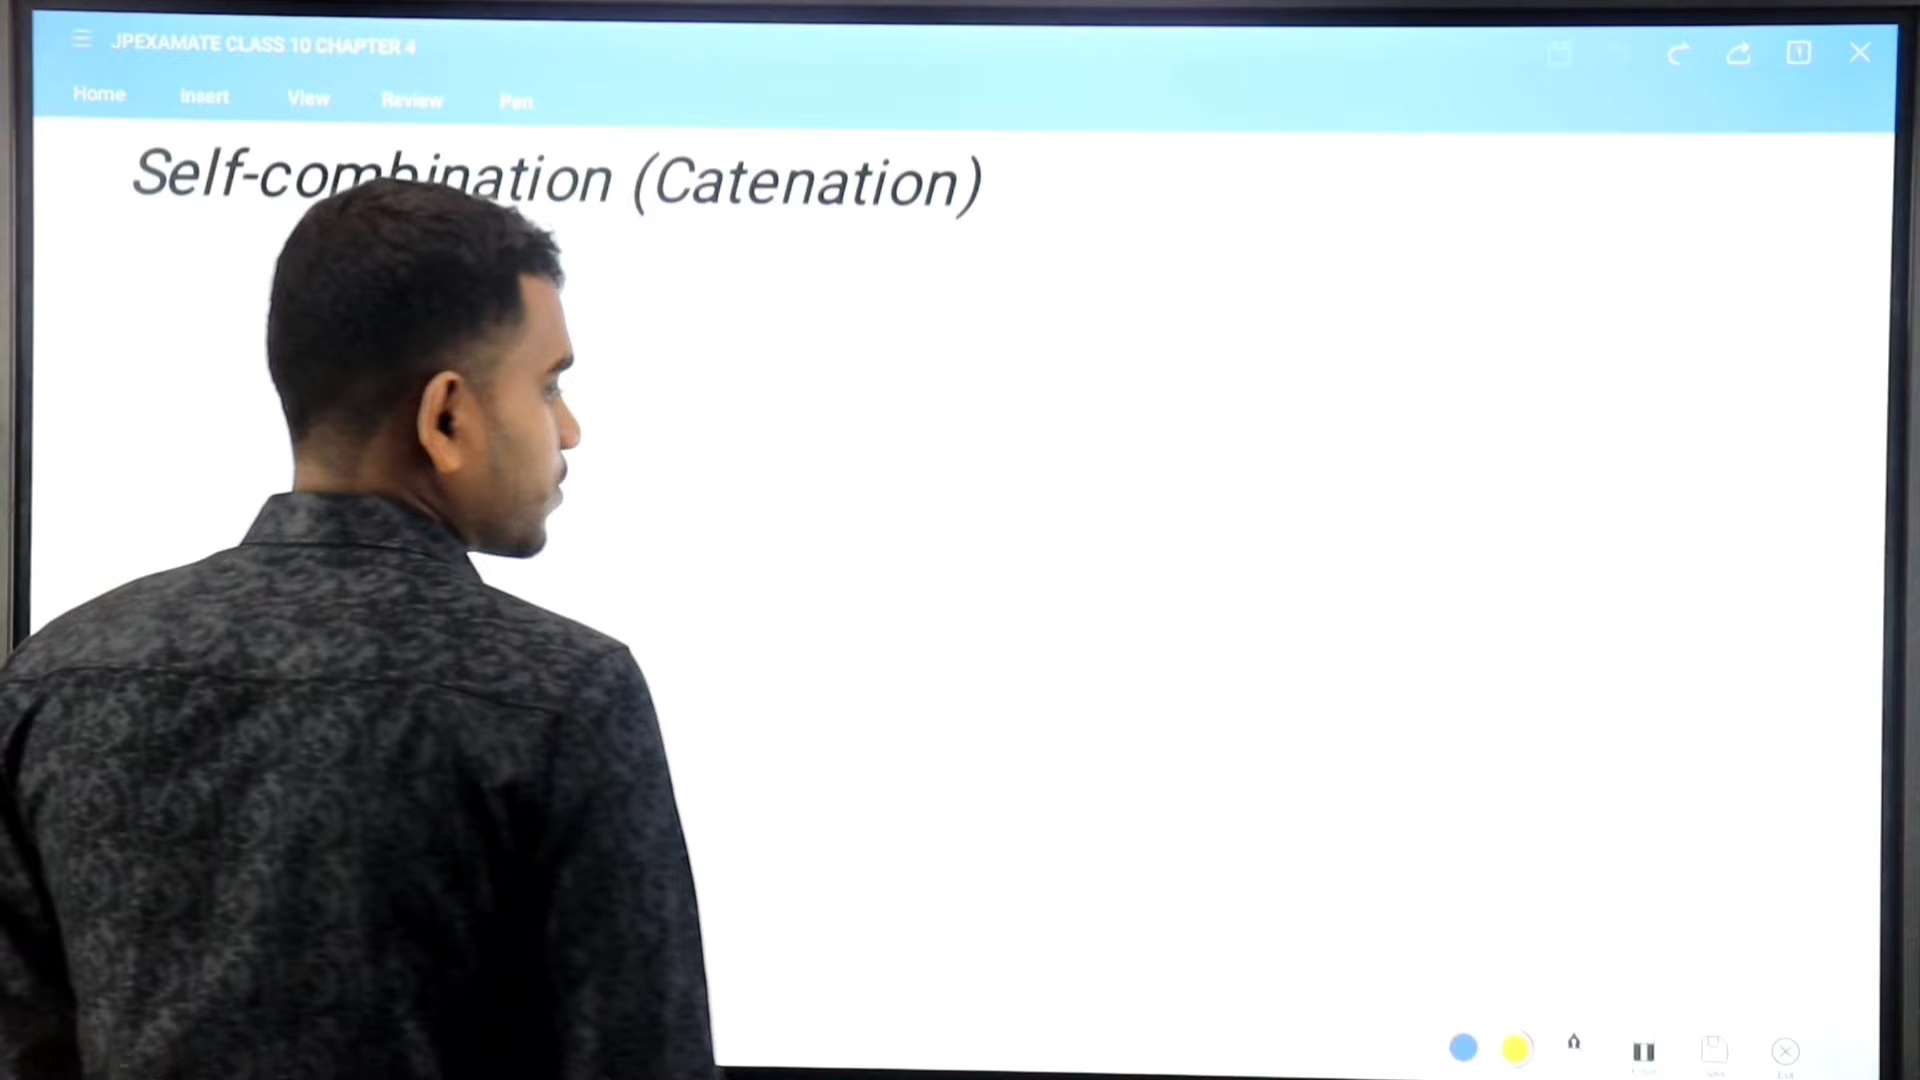 JPEXAMATE CLASS 10 CHAPTER 4
Home Insert View Review Pen
Self-combination (Catenation)